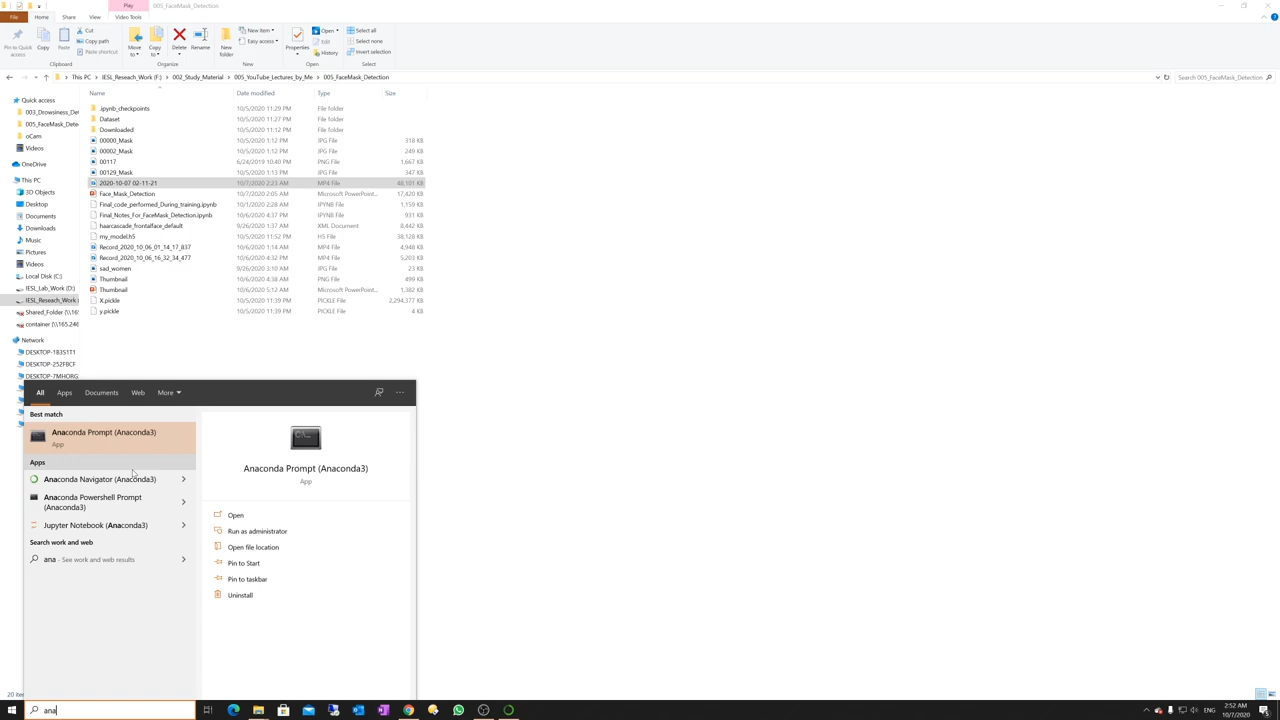 Play
005_FaceMask_Detection
File Home Share View Video Tools
Pin to Quick access
Copy
Paste
Cut
Copy path
Paste shortcut
Clipboard
Move to
Copy to
Delete
Rename
Organize
New folder
New item
Easy access
New
Properties
Open
Edit
History
Open
Select all
Select none
Invert selection
Select
This PC IESL_Reseach_Work (F:) 002_Study_Material 005_YouTube_Lectures_by_Me 005_FaceMask_Detection
Search 005_FaceMask_Detection
Quick access
003_Drowsiness_Det
005_FaceMask_Dete
oCam
Videos
OneDrive
This PC
3D Objects
Desktop
Documents
Downloads
Music
Pictures
Videos
Local Disk (C:)
IESL_Lab_Work (D:)
IESL_Reseach_Work
Shared_Folder (\\165
container (\\165.246
Network
DESKTOP-183S1T1
DESKTOP-252FBCF
DESKTOP-7MHORG
Name Date modified Type Size
.ipynb_checkpoints 10/5/2020 11:29 PM File folder
Dataset 10/5/2020 11:27 PM File folder
Downloaded 10/5/2020 11:12 PM File folder
00000_Mask 10/5/2020 1:12 PM JPG File 318 KB
00002_Mask 10/5/2020 1:12 PM JPG File 249 KB
00117 6/24/2019 10:40 PM PNG File 1,667 KB
00129_Mask 10/5/2020 1:13 PM JPG File 347 KB
2020-10-07 02-11-21 10/7/2020 2:23 AM MP4 File 48,101 KB
Face_Mask_Detection 10/7/2020 2:05 AM Microsoft PowerPoint... 17,420 KB
Final_code_performed_During_training.ipynb 10/1/2020 2:28 AM IPYNB File 1,159 KB
Final_Notes_For_FaceMask_Detection.ipynb 10/6/2020 4:37 PM IPYNB File 931 KB
haarcascade_frontalface_default 9/26/2020 1:37 AM XML Document 8,442 KB
my_model.h5 10/5/2020 11:52 PM H5 File 38,128 KB
Record_2020_10_06_01_14_17_837 10/6/2020 1:14 AM MP4 File 4,948 KB
Record_2020_10_06_16_32_34_477 10/6/2020 4:32 PM MP4 File 5,203 KB
sad_women 9/26/2020 3:10 AM JPG File 23 KB
Thumbnail 10/6/2020 4:38 AM PNG File 499 KB
Thumbnail 10/6/2020 5:12 AM Microsoft PowerPoint... 1,382 KB
X.pickle 10/5/2020 11:39 PM PICKLE File 2,294,377 KB
y.pickle 10/5/2020 11:39 PM PICKLE File 4 KB
All Apps Documents Web More
Best match
Anaconda Prompt (Anaconda3)
App
Apps
Anaconda Navigator (Anaconda3)
Anaconda Powershell Prompt
(Anaconda3)
Jupyter Notebook (Anaconda3)
Search work and web
ana - See work and web results
Anaconda Prompt (Anaconda3)
App
Open
Run as administrator
Open file location
Pin to Start
Pin to taskbar
Uninstall
20 ite
ana
ENG
2:52 AM
10/7/2020